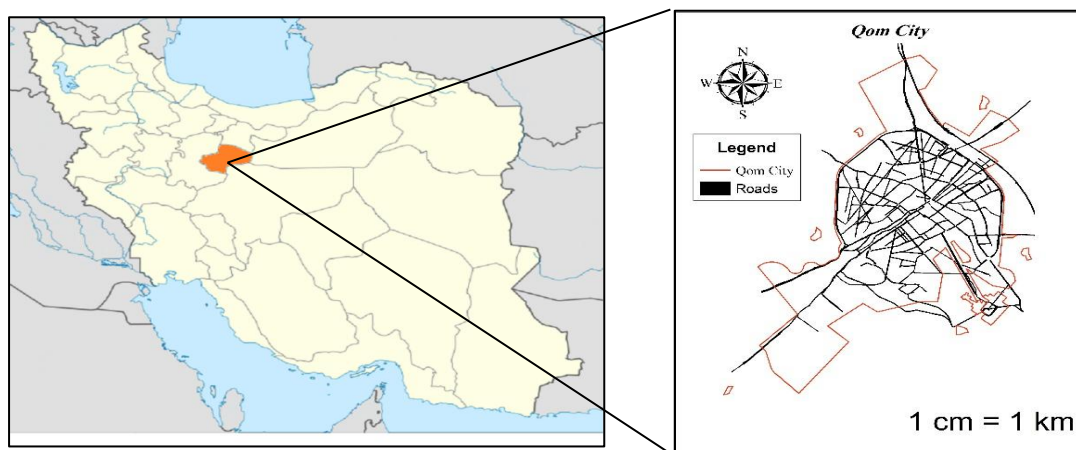 Qom City
N
W E
S
Legend
Qom City
Roads
1 cm = 1 km